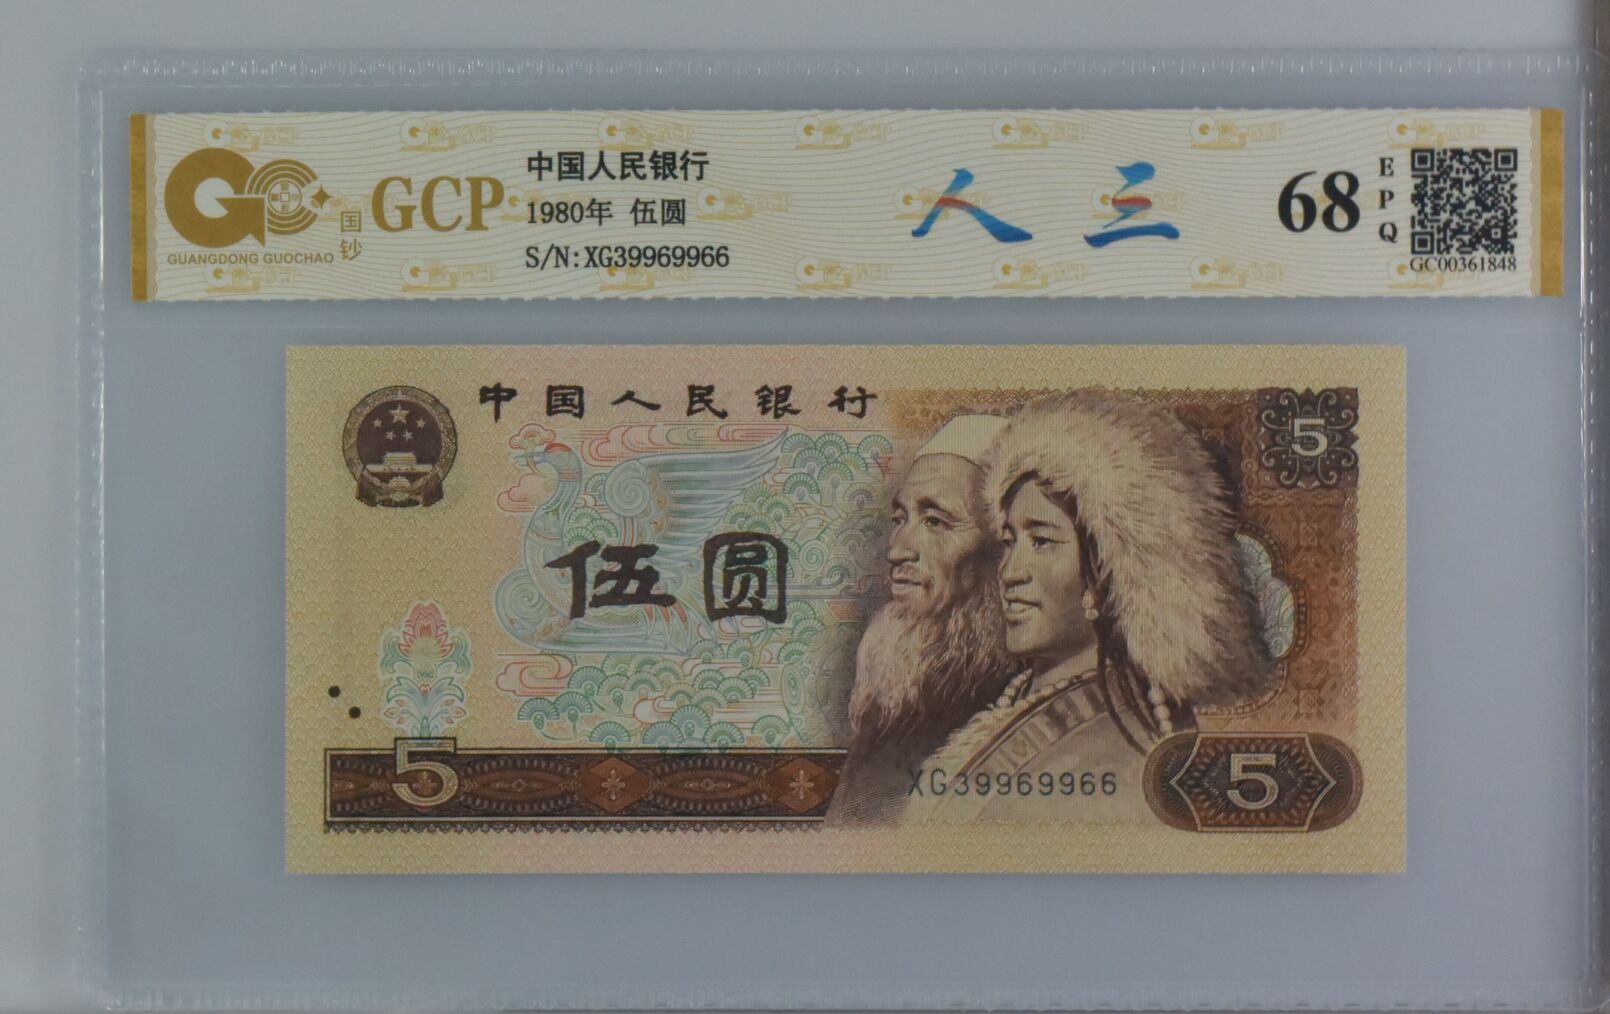 GCP
国钞
GUANGDONG GUOCHAO
中国人民银行
1980年 伍圆
S/N:XG39969966
人三
68
EPQ
GC00361848
中国人民银行
5
伍圆
5
XG39969966
5